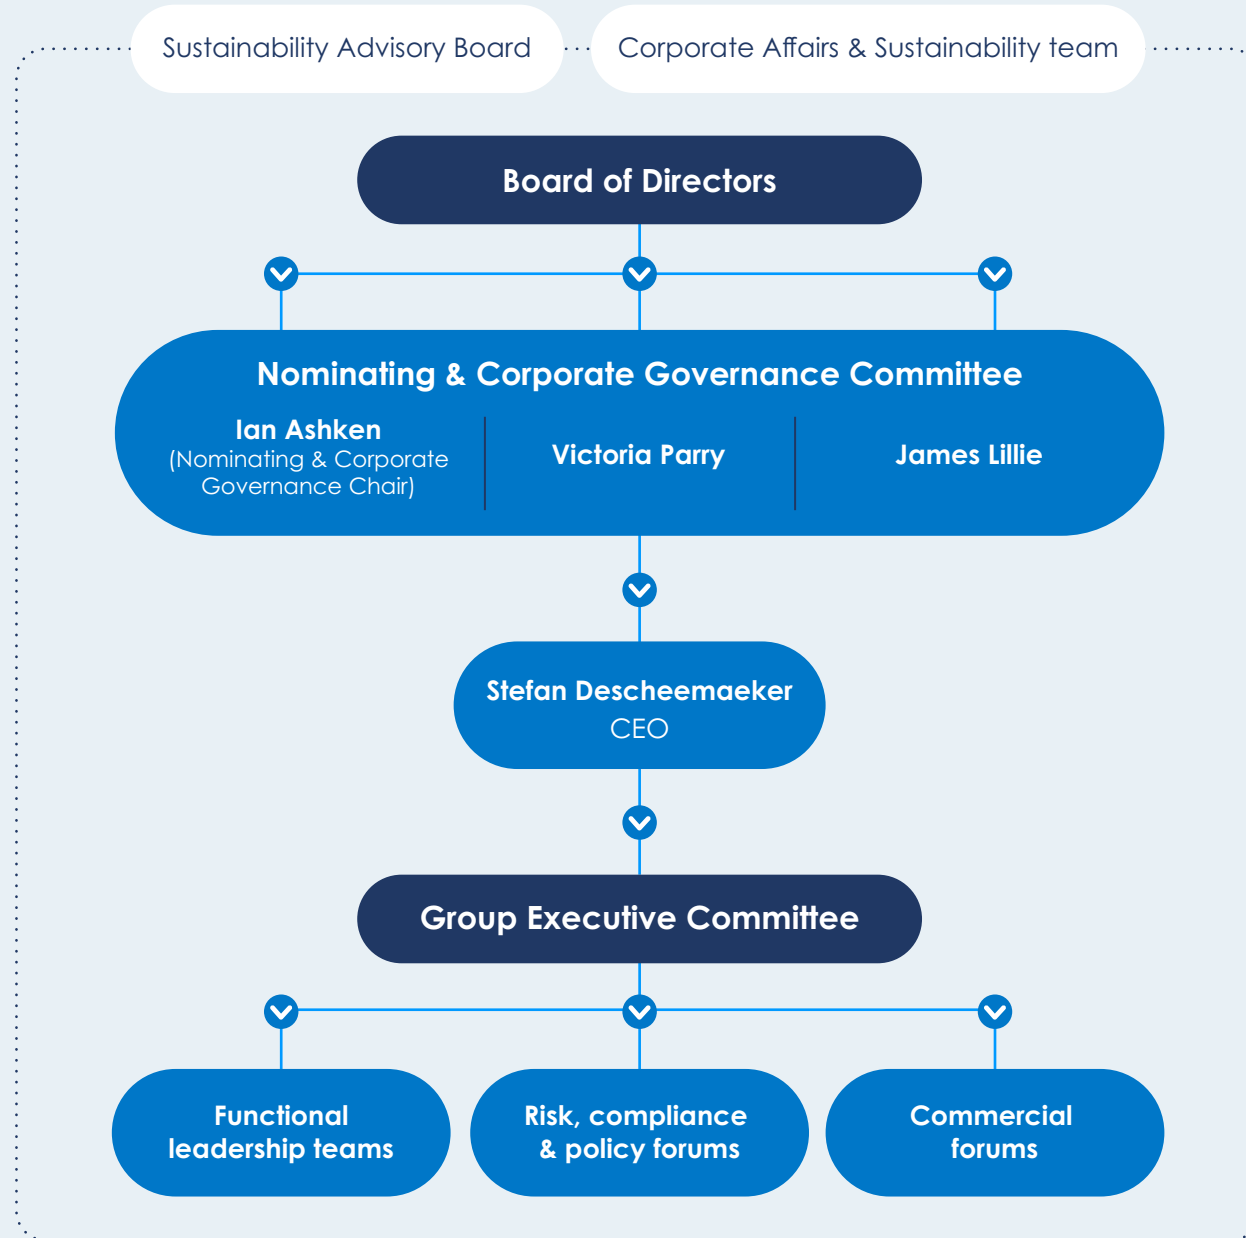 Sustainability Advisory Board
Corporate Affairs & Sustainability team
Board of Directors
Nominating & Corporate Governance Committee
Ian Ashken
(Nominating & Corporate
Governance Chair)
Victoria Parry
James Lillie
Stefan Descheemaeker
CEO
Group Executive Committee
Functional
leadership teams
Risk, compliance
& policy forums
Commercial
forums